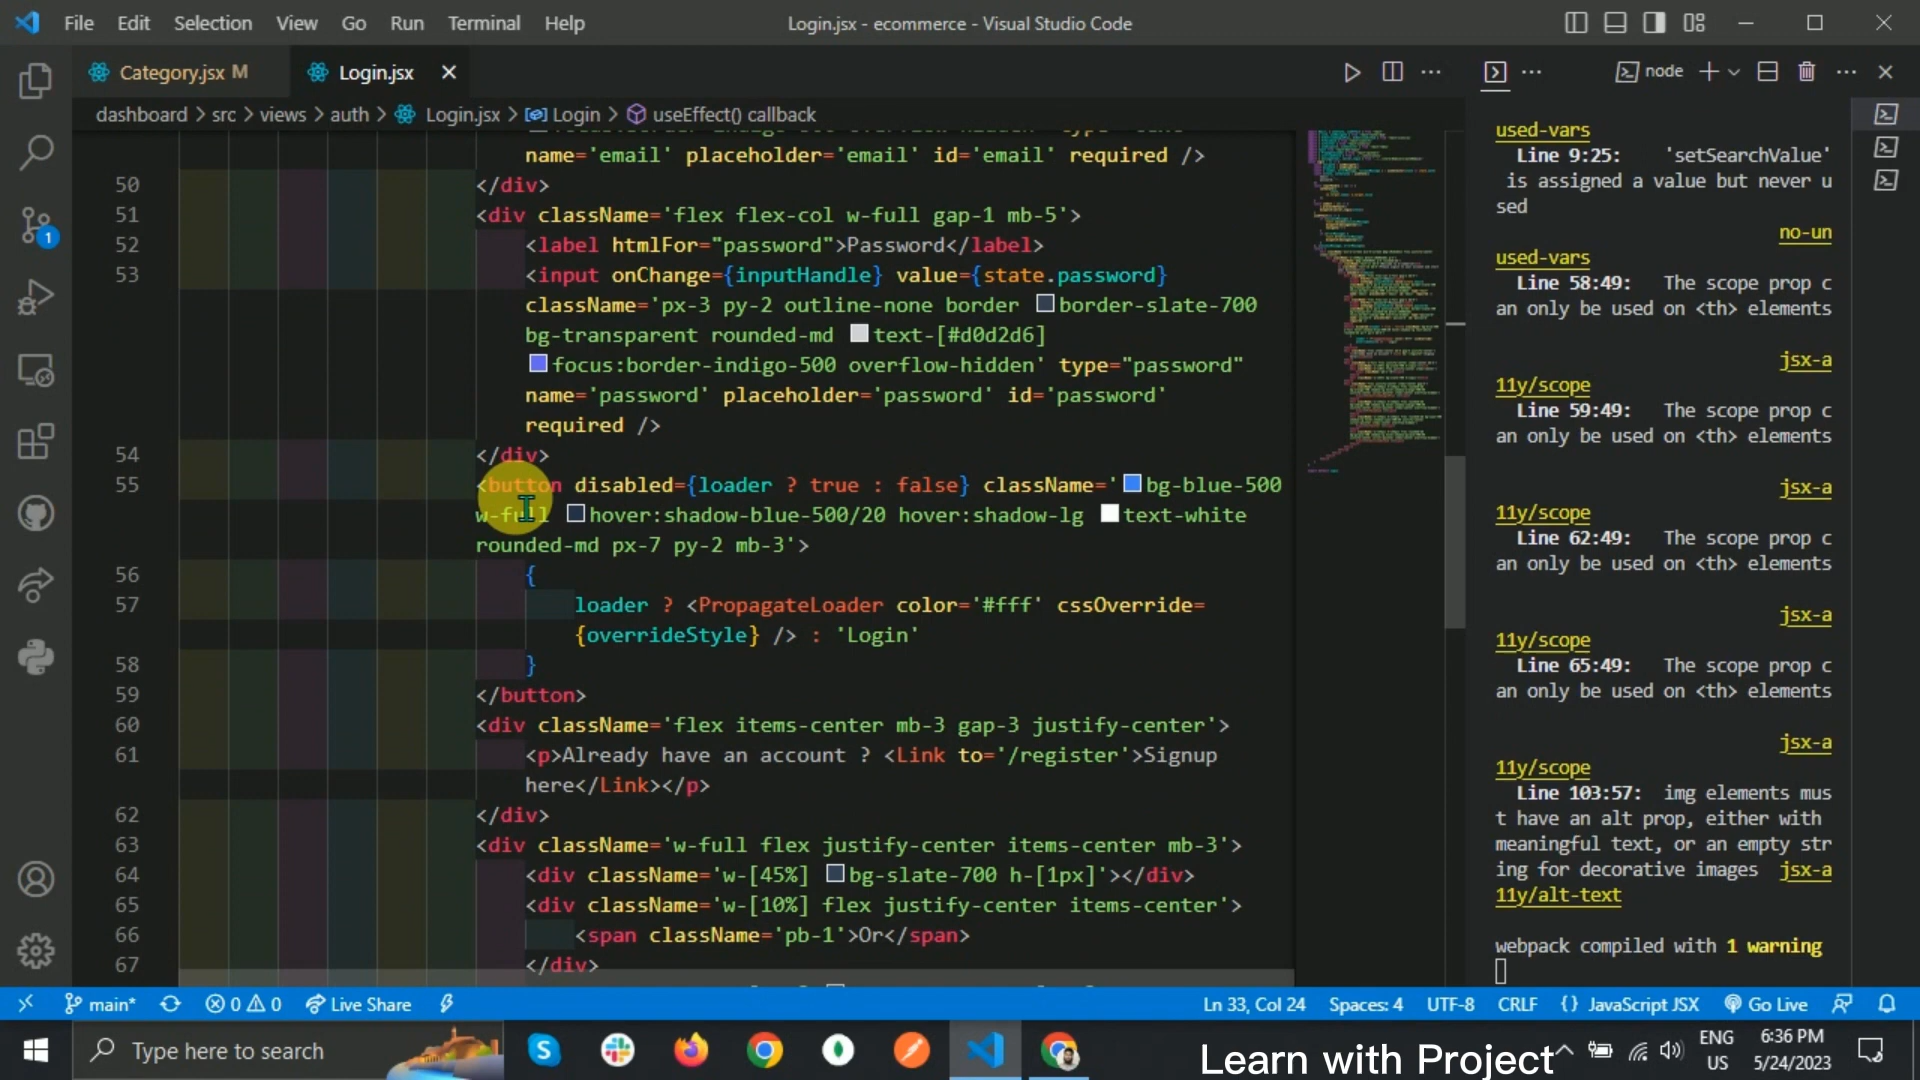 File Edit Selection View Go Run Terminal Help
Login.jsx - ecommerce - Visual Studio Code
Category.jsx M
Login.jsx
node
dashboard > src > views > auth > Login.jsx > Login > useEffect() callback
name='email' placeholder='email' id='email' required />
50 </div>
51 <div className='flex flex-col w-full gap-1 mb-5'>
52 <label htmlFor="password">Password</label>
53 <input onChange={inputHandle} value={state.password}
className='px-3 py-2 outline-none border border-slate-700
bg-transparent rounded-md text-[#d0d2d6]
focus:border-indigo-500 overflow-hidden' type="password"
name='password' placeholder='password' id='password'
required />
54 </div>
55 <button disabled={loader ? true : false} className='bg-blue-500
w-full hover:shadow-blue-500/20 hover:shadow-lg text-white
rounded-md px-7 py-2 mb-3'>
56 {
57 loader ? <PropagateLoader color='#fff' cssOverride=
{overrideStyle} /> : 'Login'
58 }
59 </button>
60 <div className='flex items-center mb-3 gap-3 justify-center'>
61 <p>Already have an account ? <Link to='/register'>Signup
here</Link></p>
62 </div>
63 <div className='w-full flex justify-center items-center mb-3'>
64 <div className='w-[45%] bg-slate-700 h-[1px]'></div>
65 <div className='w-[10%] flex justify-center items-center'>
66 <span className='pb-1'>Or</span>
67 </div>
used-vars
Line 9:25: 'setSearchValue'
is assigned a value but never u
sed
no-un
used-vars
Line 58:49: The scope prop c
an only be used on <th> elements
jsx-a
11y/scope
Line 59:49: The scope prop c
an only be used on <th> elements
jsx-a
11y/scope
Line 62:49: The scope prop c
an only be used on <th> elements
jsx-a
11y/scope
Line 65:49: The scope prop c
an only be used on <th> elements
jsx-a
11y/scope
Line 103:57: img elements mus
t have an alt prop, either with
meaningful text, or an empty str
ing for decorative images jsx-a
11y/alt-text
webpack compiled with 1 warning
1
main* 0 0 Live Share
Ln 33, Col 24 Spaces: 4 UTF-8 CRLF {} JavaScript JSX Go Live
Type here to search
S
Learn with Project
ENG
US
6:36 PM
5/24/2023